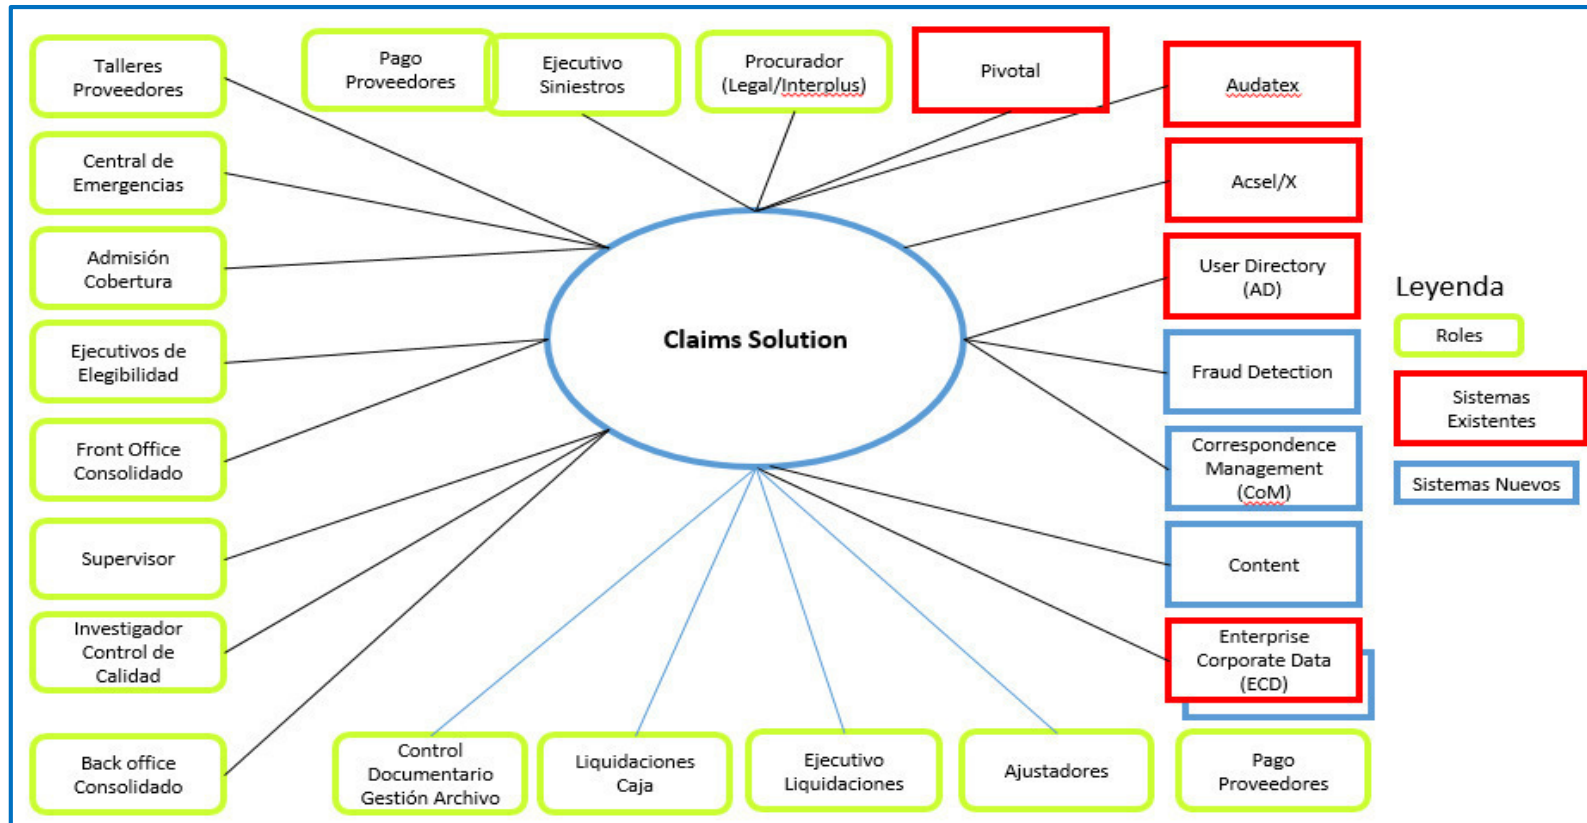 Talleres
Proveedores
Pago
Proveedores
Ejecutivo
Siniestros
Procurador
(Legal/Interplus)
Pivotal
Audatex
Central de
Emergencias
Acsel/X
Admisión
Cobertura
User Directory
(AD)
Leyenda
Roles
Claims Solution
Ejecutivos de
Elegibilidad
Fraud Detection
Sistemas
Existentes
Front Office
Consolidado
Correspondence
Management
(CoM)
Sistemas Nuevos
Supervisor
Content
Investigador
Control de
Calidad
Enterprise
Corporate Data
(ECD)
Back office
Consolidado
Control
Documentario
Gestión Archivo
Liquidaciones
Caja
Ejecutivo
Liquidaciones
Ajustadores
Pago
Proveedores